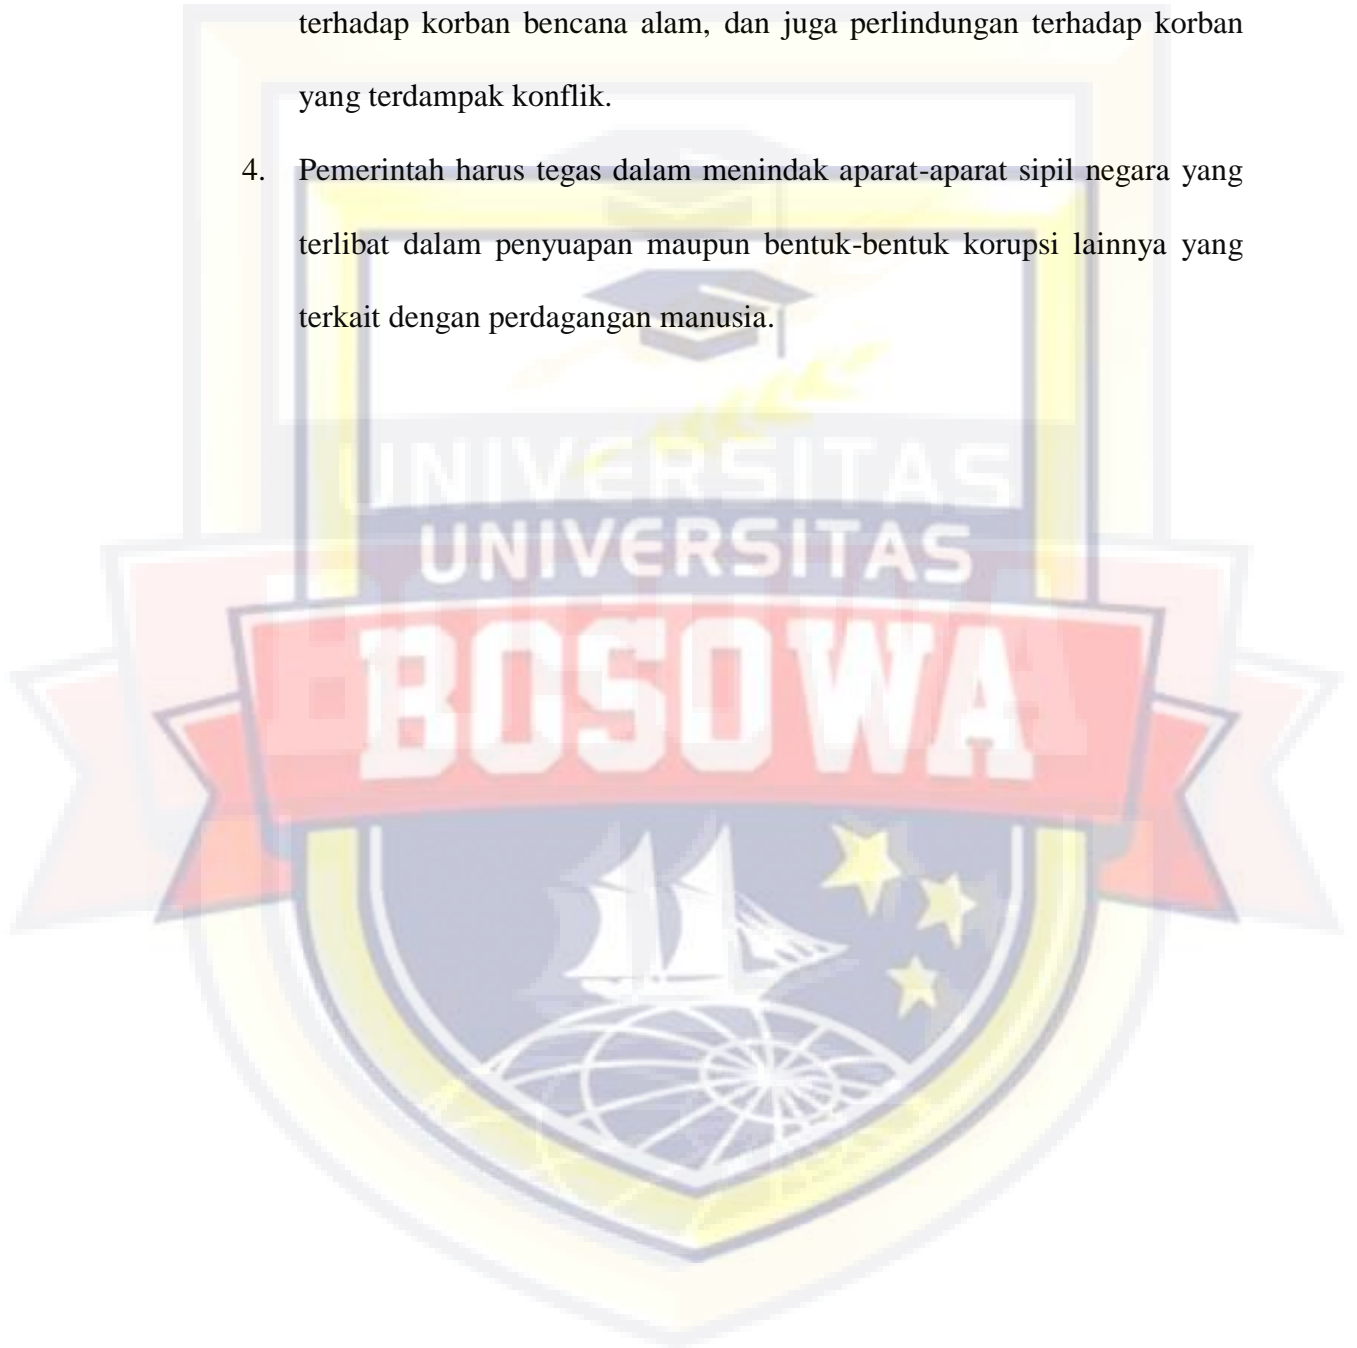 terhadap korban bencana alam, dan juga perlindungan terhadap korban
yang terdampak konflik.
4. Pemerintah harus tegas dalam menindak aparat-aparat sipil negara yang
terlibat dalam penyuapan maupun bentuk-bentuk korupsi lainnya yang
terkait dengan perdagangan manusia.
UNIVERSITAS
UNIVERSITAS
BOSOWA
BOSOWA